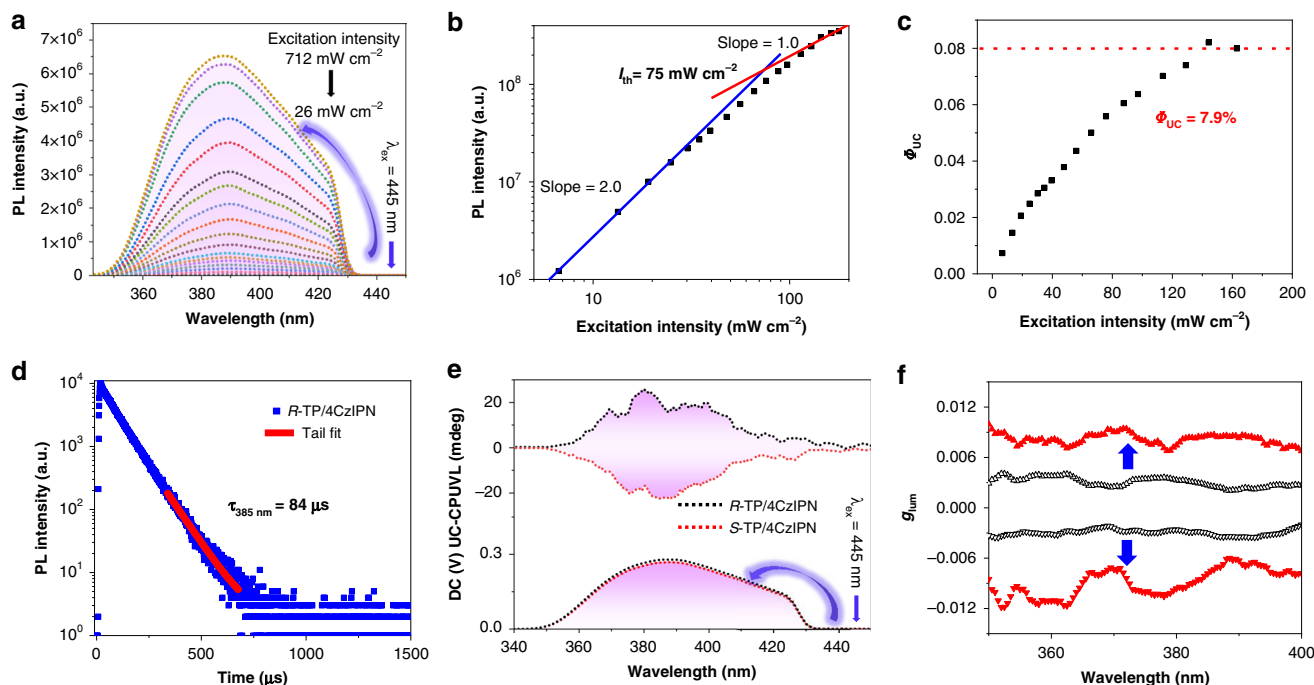 a
PL intensity (a.u.)
7×10⁶
6×10⁶
5×10⁶
4×10⁶
3×10⁶
2×10⁶
1×10⁶
0
Excitation intensity
712 mW cm⁻²
26 mW cm⁻²
λex = 445 nm
360 380 400 420 440
Wavelength (nm)
b
PL intensity (a.u.)
10⁸
10⁷
10⁶
Slope = 1.0
Ith= 75 mW cm⁻²
Slope = 2.0
10 100
Excitation intensity (mW cm⁻²)
c
ΦUC
0.08
0.06
0.04
0.02
0.00
ΦUC = 7.9%
0 40 80 120 160 200
Excitation intensity (mW cm⁻²)
d
PL intensity (a.u.)
10⁴
10³
10²
10¹
10⁰
R-TP/4CzIPN
Tail fit
τ385 nm = 84 μs
0 500 1000 1500
Time (μs)
e
DC (V) UC-CPUVL (mdeg)
20
0
−20
0.3
0.0
R-TP/4CzIPN
S-TP/4CzIPN
λex = 445 nm
340 360 380 400 420 440
Wavelength (nm)
f
glum
0.012
0.006
0.000
−0.006
−0.012
360 380 400
Wavelength (nm)